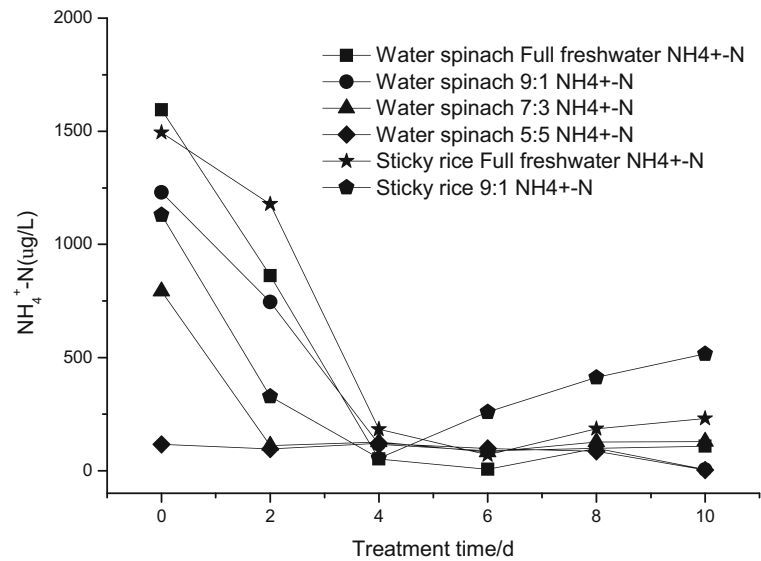 2000
1500
1000
500
0
NH4+-N(ug/L)
Water spinach Full freshwater NH4+-N
Water spinach 9:1 NH4+-N
Water spinach 7:3 NH4+-N
Water spinach 5:5 NH4+-N
Sticky rice Full freshwater NH4+-N
Sticky rice 9:1 NH4+-N
0 2 4 6 8 10
Treatment time/d